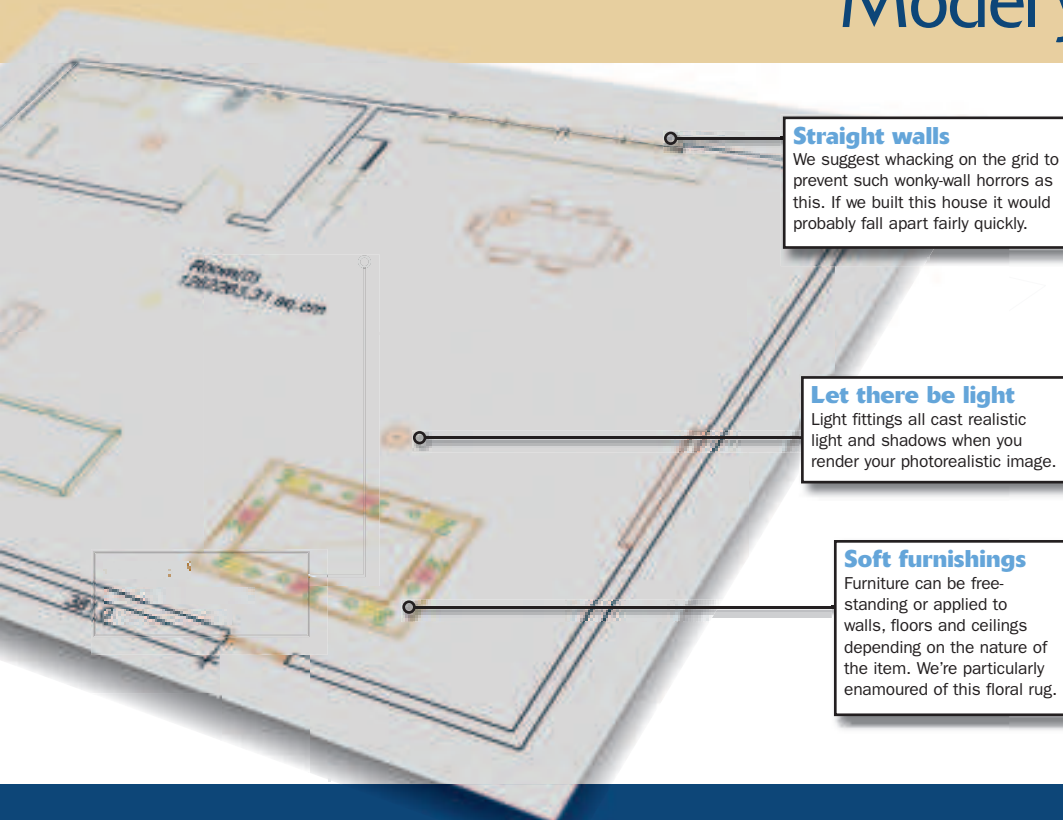 Model y
Straight walls
We suggest whacking on the grid to
prevent such wonky-wall horrors as
this. If we built this house it would
probably fall apart fairly quickly.
Room(0)
1262263.21 sq.cm
Let there be light
Light fittings all cast realistic
light and shadows when you
render your photorealistic image.
Soft furnishings
Furniture can be free-
standing or applied to
walls, floors and ceilings
depending on the nature of
the item. We're particularly
enamoured of this floral rug.
381.0